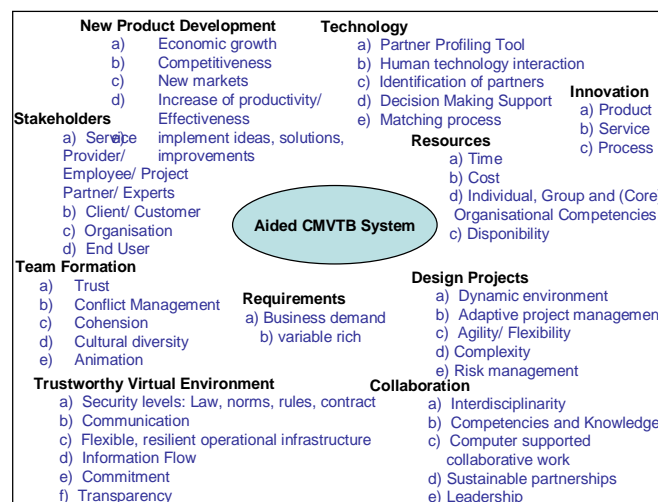 New Product Development
a) Economic growth
b) Competitiveness
c) New markets
d) Increase of productivity/
Effectiveness
e)
implement ideas, solutions,
improvements
Technology
a) Partner Profiling Tool
b) Human technology interaction
c) Identification of partners
d) Decision Making Support
e) Matching process
Innovation
a) Product
b) Service
c) Process
Stakeholders
a) Service
Provider/
Employee/ Project
Partner/ Experts
b) Client/ Customer
c) Organisation
d) End User
Resources
a) Time
b) Cost
d) Individual, Group and (Core
Organisational Competencies
c) Disponibility
Aided CMVTB System
Team Formation
a) Trust
b) Conflict Management
c) Cohension
d) Cultural diversity
e) Animation
Requirements
a) Business demand
b) variable rich
Design Projects
a) Dynamic environment
b) Adaptive project management
c) Agility/ Flexibility
d) Complexity
e) Risk management
Trustworthy Virtual Environment
a) Security levels: Law, norms, rules, contract
b) Communication
c) Flexible, resilient operational infrastructure
d) Information Flow
e) Commitment
f) Transparency
Collaboration
a) Interdisciplinarity
b) Competencies and Knowledge
c) Computer supported
collaborative work
d) Sustainable partnerships
e) Leadership